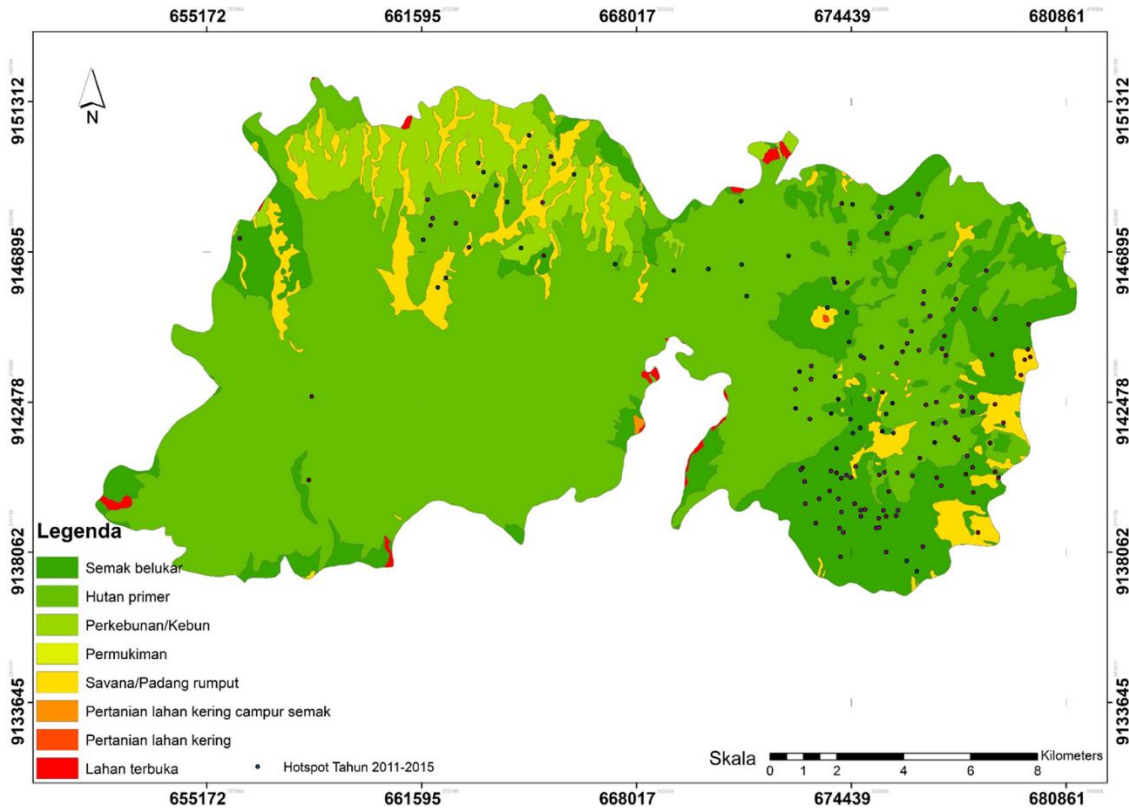 655172 661595 668017 674439 680861
N
9151312 9151312
9146895 9146895
9142478 9142478
9138062 9138062
9133645 9133645
Legenda
Semak belukar
Hutan primer
Perkebunan/Kebun
Permukiman
Savana/Padang rumput
Pertanian lahan kering campur semak
Pertanian lahan kering
Lahan terbuka
Hotspot Tahun 2011-2015
Skala
Kilometers
0 1 2 4 6 8
655172 661595 668017 674439 680861